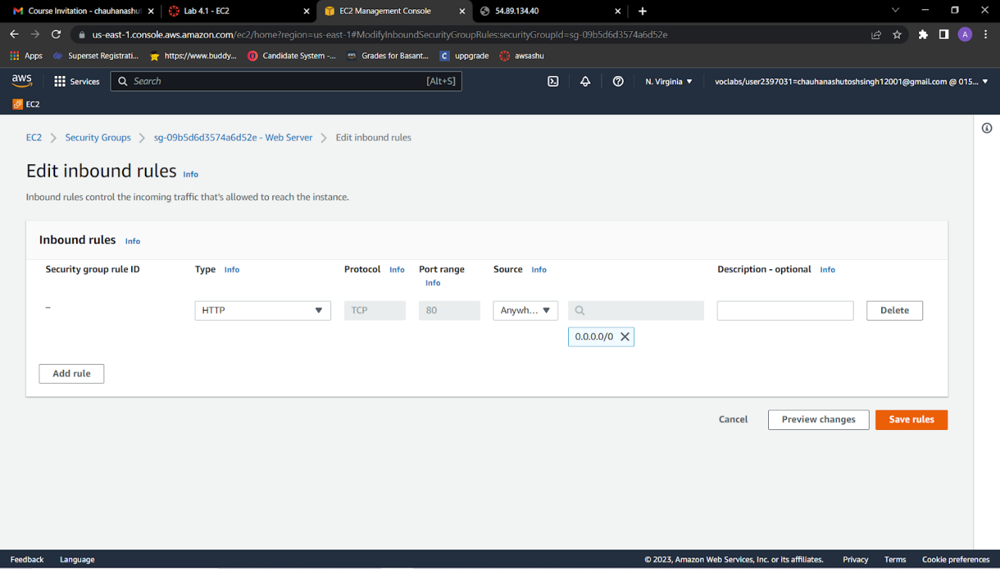 Course Invitation - chauhanashut
Lab 4.1 - EC2
EC2 Management Console
54.89.134.40
us-east-1.console.aws.amazon.com/ec2/home?region=us-east-1#ModifyInboundSecurityGroupRules:securityGroupId=sg-09b5d6d3574a6d52e
A
Apps
Superset Registrati...
https://www.buddy...
Candidate System -...
aws
Grades for Basant...
C
uppgrade
awsashu
aws
Services
Search
[Alt+S]
N. Virginia
voclabs/user2397031=chauhanashutoshsingh12001@gmail.com @ 015...
EC2
EC2
Security Groups
sg-09b5d6d3574a6d52e - Web Server
Edit inbound rules
Edit inbound rules Info
Inbound rules control the incoming traffic that's allowed to reach the instance.
Inbound rules Info
Security group rule ID
Type Info
Protocol Info
Port range
Info
Source Info
Description - optional Info
–
HTTP
TCP
80
Anywh...
Delete
0.0.0.0/0
Add rule
Cancel
Preview changes
Save rules
Feedback
Language
© 2023, Amazon Web Services, Inc. or its affiliates.
Privacy
Terms
Cookie preferences